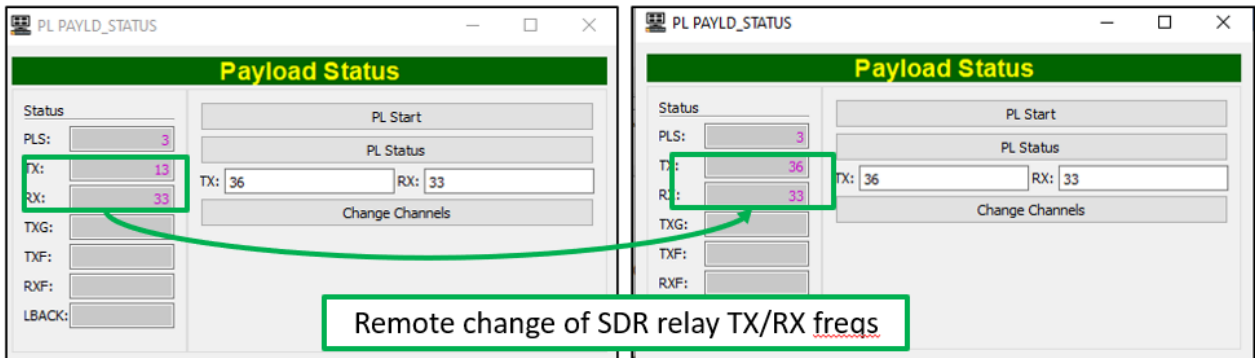 PL PAYLD_STATUS
Payload Status
Status
PLS: 3
TX: 13
RX: 33
TXG:
TXF:
RXF:
LBACK:
PL Start
PL Status
TX: 36 RX: 33
Change Channels
PL PAYLD_STATUS
Payload Status
Status
PLS: 3
TX: 36
RX: 33
TXG:
TXF:
RXF:
PL Start
PL Status
TX: 36 RX: 33
Change Channels
Remote change of SDR relay TX/RX freqs